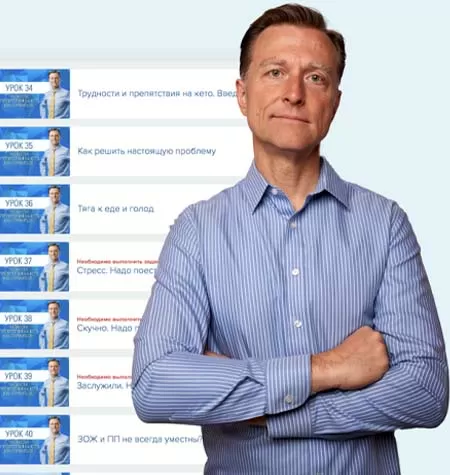 УРОК 34
Трудности и препятствия на кето. Введ
УРОК 35
Как решить настоящую проблему
УРОК 36
Тяга к еде и голод
УРОК 37
Необходимо выполнить зада
Стресс. Надо поес
УРОК 38
Необходимо выполнить
Скучно. Надо п
УРОК 39
Необходимо выполн
Заслужили. Н
УРОК 40
ЗОЖ и ПП не всегда уместны?